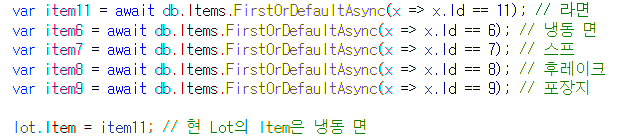 var item11 = await db.Items.FirstOrDefaultAsync(x => x.Id == 11); // 라면
var item6 = await db.Items.FirstOrDefaultAsync(x => x.Id == 6); // 냉동 면
var item7 = await db.Items.FirstOrDefaultAsync(x => x.Id == 7); // 스프
var item8 = await db.Items.FirstOrDefaultAsync(x => x.Id == 8); // 후레이크
var item9 = await db.Items.FirstOrDefaultAsync(x => x.Id == 9); // 포장지
lot.Item = item11; // 현 Lot의 Item은 냉동 면